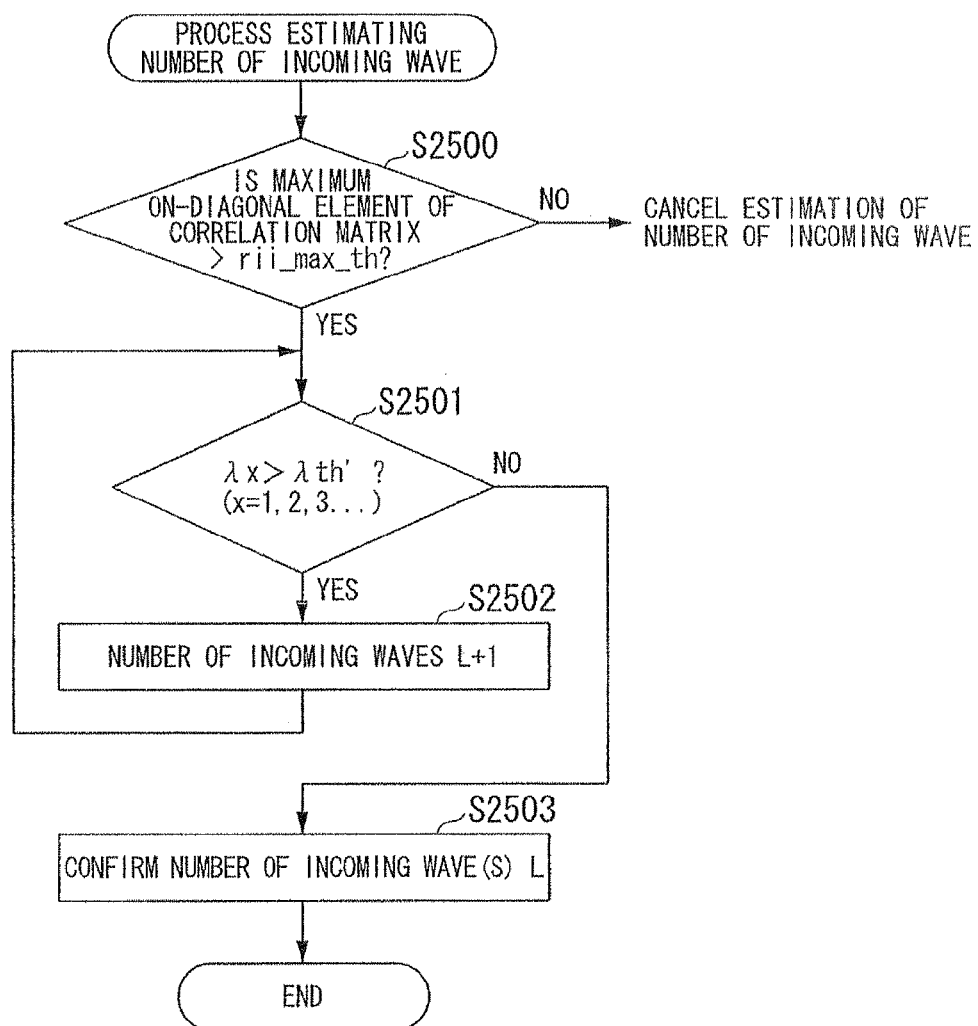 PROCESS ESTIMATING
NUMBER OF INCOMING WAVE
S2500
IS MAXIMUM
ON-DIAGONAL ELEMENT OF
CORRELATION MATRIX
> rii_max_th?
NO
CANCEL ESTIMATION OF
NUMBER OF INCOMING WAVE
YES
S2501
λx> λth' ?
(x=1,2,3...)
NO
YES
S2502
NUMBER OF INCOMING WAVES L+1
S2503
CONFIRM NUMBER OF INCOMING WAVE(S) L
END